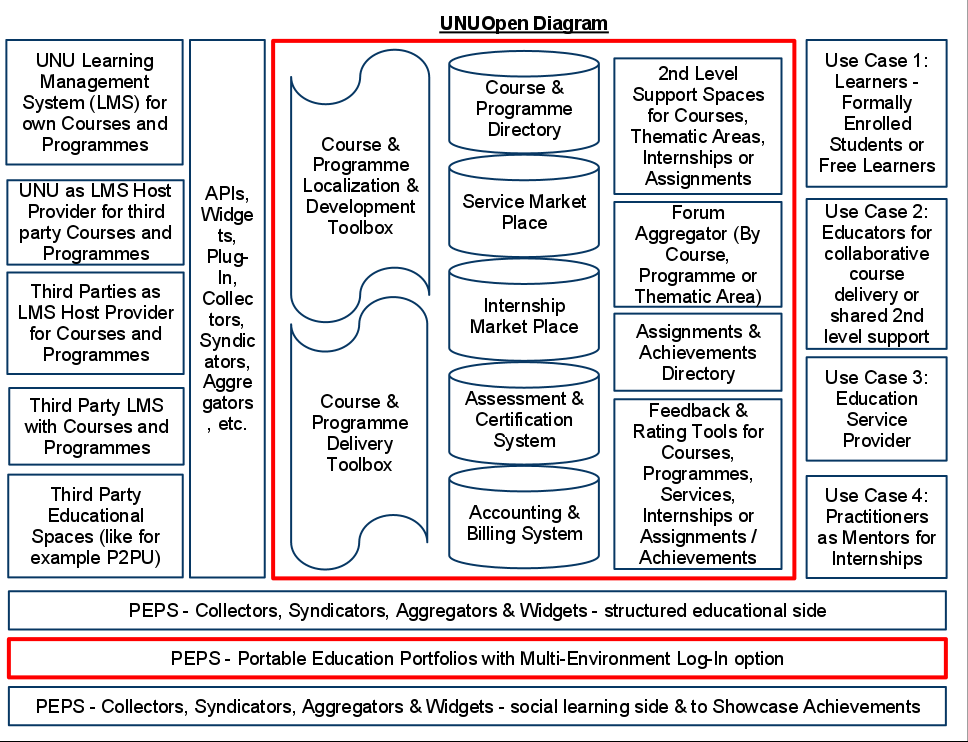 UNUOpen Diagram
UNU Learning
Management
System (LMS) for
own Courses and
Programmes
UNU as LMS Host
Provider for third
party Courses and
Programmes
Third Parties as
LMS Host Provider
for Courses and
Programmes
Third Party LMS
with Courses and
Programmes
Third Party
Educational
Spaces (like for
example P2PU)
APIs,
Widge
ts,
Plug-
In,
Collec
tors,
Syndic
ators,
Aggre
gators
, etc.
Course &
Programme
Localization &
Development
Toolbox
Course &
Programme
Delivery
Toolbox
Course &
Programme
Directory
Service Market
Place
Internship
Market Place
Assessment &
Certification
System
Accounting &
Billing System
2nd Level
Support Spaces
for Courses,
Thematic Areas,
Internships or
Assignments
Forum
Aggregator (By
Course,
Programme or
Thematic Area)
Assignments &
Achievements
Directory
Feedback &
Rating Tools for
Courses,
Programmes,
Services,
Internships or
Assignments /
Achievements
Use Case 1:
Learners -
Formally
Enrolled
Students or
Free Learners
Use Case 2:
Educators for
collaborative
course
delivery or
shared 2nd
level support
Use Case 3:
Education
Service
Provider
Use Case 4:
Practitioners
as Mentors for
Internships
PEPS - Collectors, Syndicators, Aggregators & Widgets - structured educational side
PEPS - Portable Education Portfolios with Multi-Environment Log-In option
PEPS - Collectors, Syndicators, Aggregators & Widgets - social learning side & to Showcase Achievements